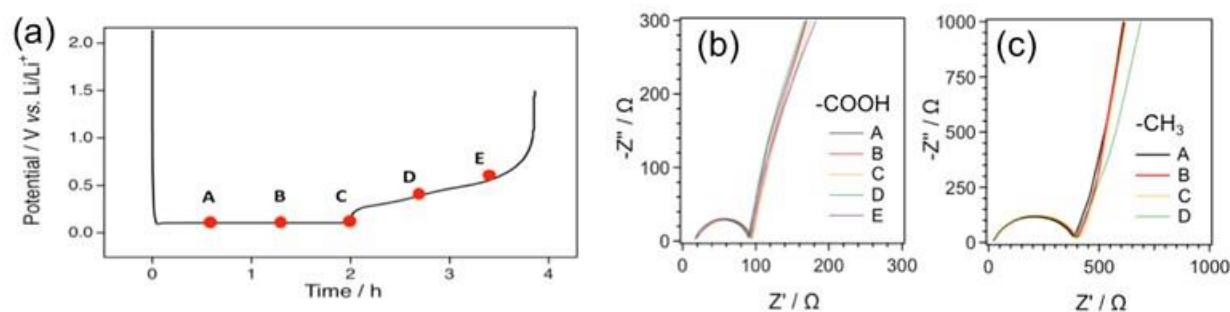 (a)
Potential / V vs. Li/Li⁺
2.0
1.5
1.0
0.5
0.0
A
B
C
D
E
0
1
2
3
4
Time / h
(b)
-Z'' / Ω
300
200
100
0
-COOH
A
B
C
D
E
0
100
200
300
Z' / Ω
(c)
-Z'' / Ω
1000
750
500
250
0
-CH₃
A
B
C
D
0
500
1000
Z' / Ω